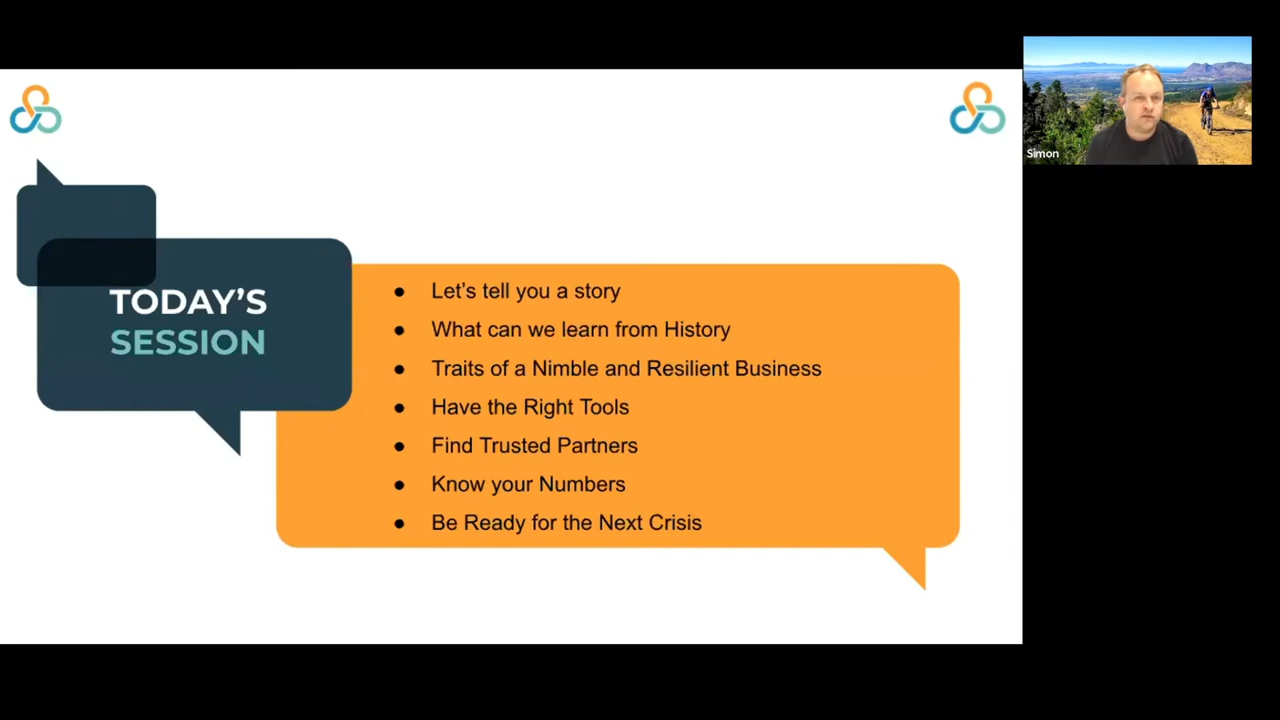 TODAY'S
SESSION
● Let's tell you a story
● What can we learn from History
● Traits of a Nimble and Resilient Business
● Have the Right Tools
● Find Trusted Partners
● Know your Numbers
● Be Ready for the Next Crisis
Simon